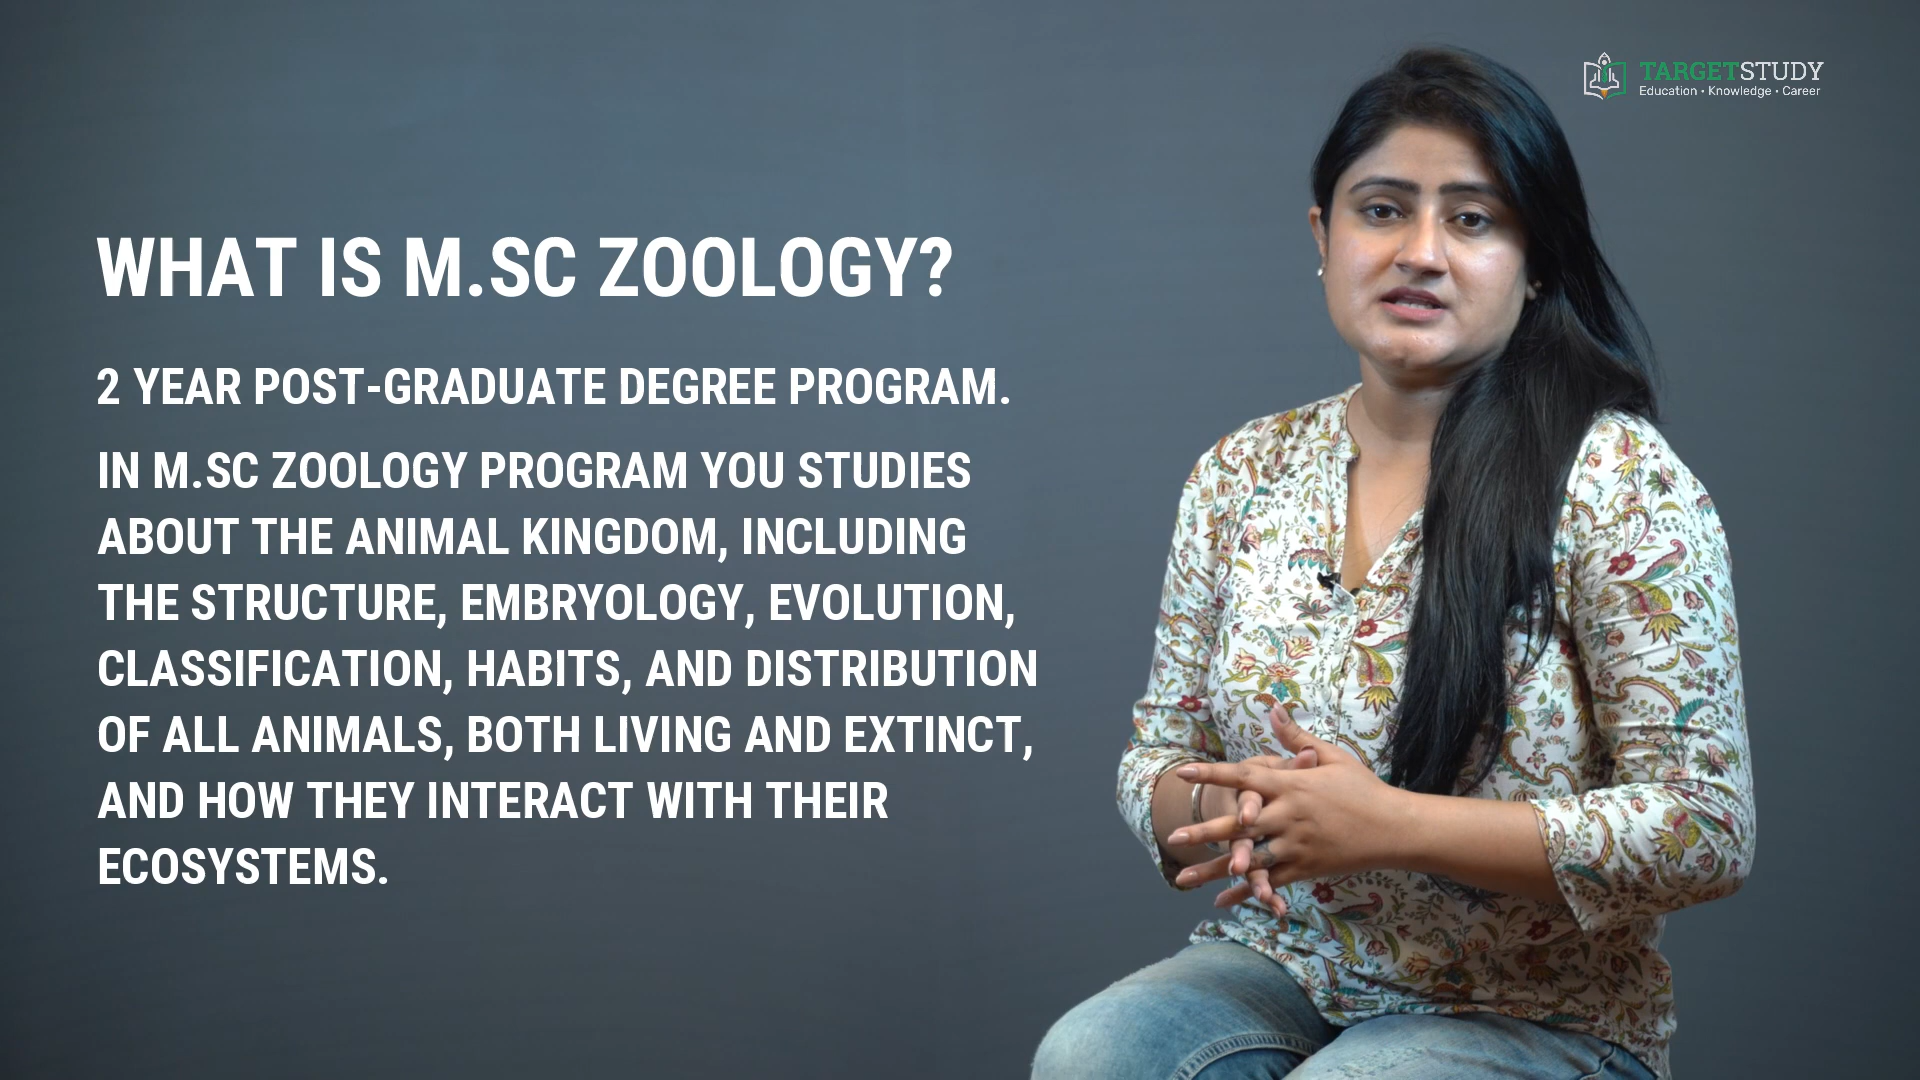 TARGETSTUDY
Education • Knowledge • Career
WHAT IS M.SC ZOOLOGY?
2 YEAR POST-GRADUATE DEGREE PROGRAM.
IN M.SC ZOOLOGY PROGRAM YOU STUDIES
ABOUT THE ANIMAL KINGDOM, INCLUDING
THE STRUCTURE, EMBRYOLOGY, EVOLUTION,
CLASSIFICATION, HABITS, AND DISTRIBUTION
OF ALL ANIMALS, BOTH LIVING AND EXTINCT,
AND HOW THEY INTERACT WITH THEIR
ECOSYSTEMS.